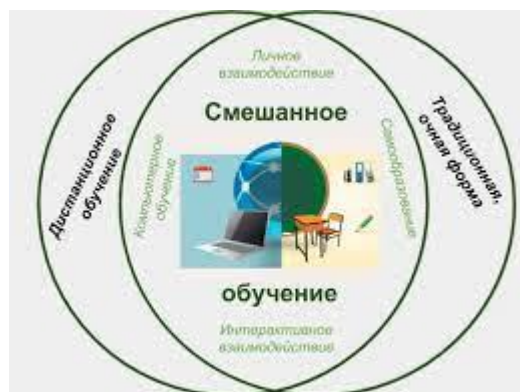 Личное
взаимодействие
Смешанное
Дистанционное
обучение
Компьютерное
обучение
Самообразование
Традиционная,
очная форма
обучение
Интерактивное
взаимодействие